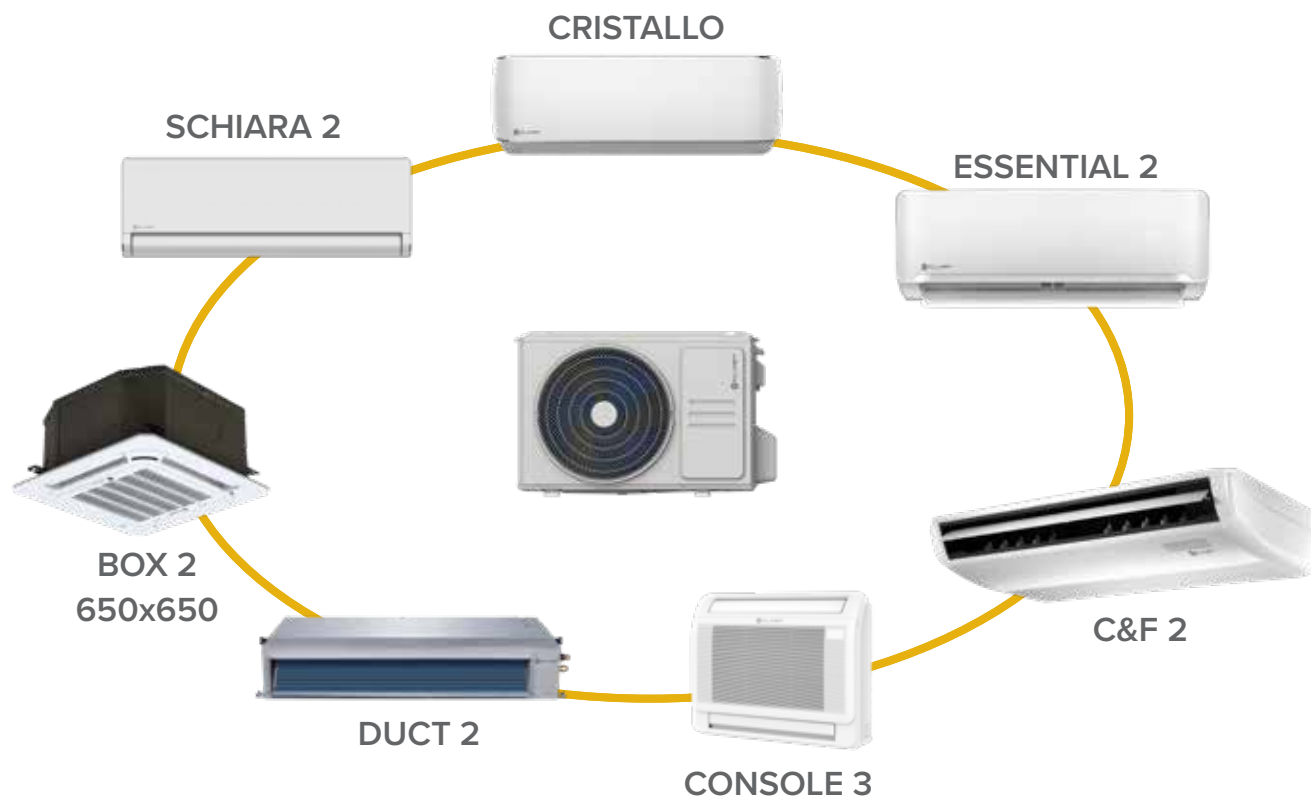 CRISTALLO
SCHIARA 2
ESSENTIAL 2
BOX 2
650x650
C&F 2
DUCT 2
CONSOLE 3